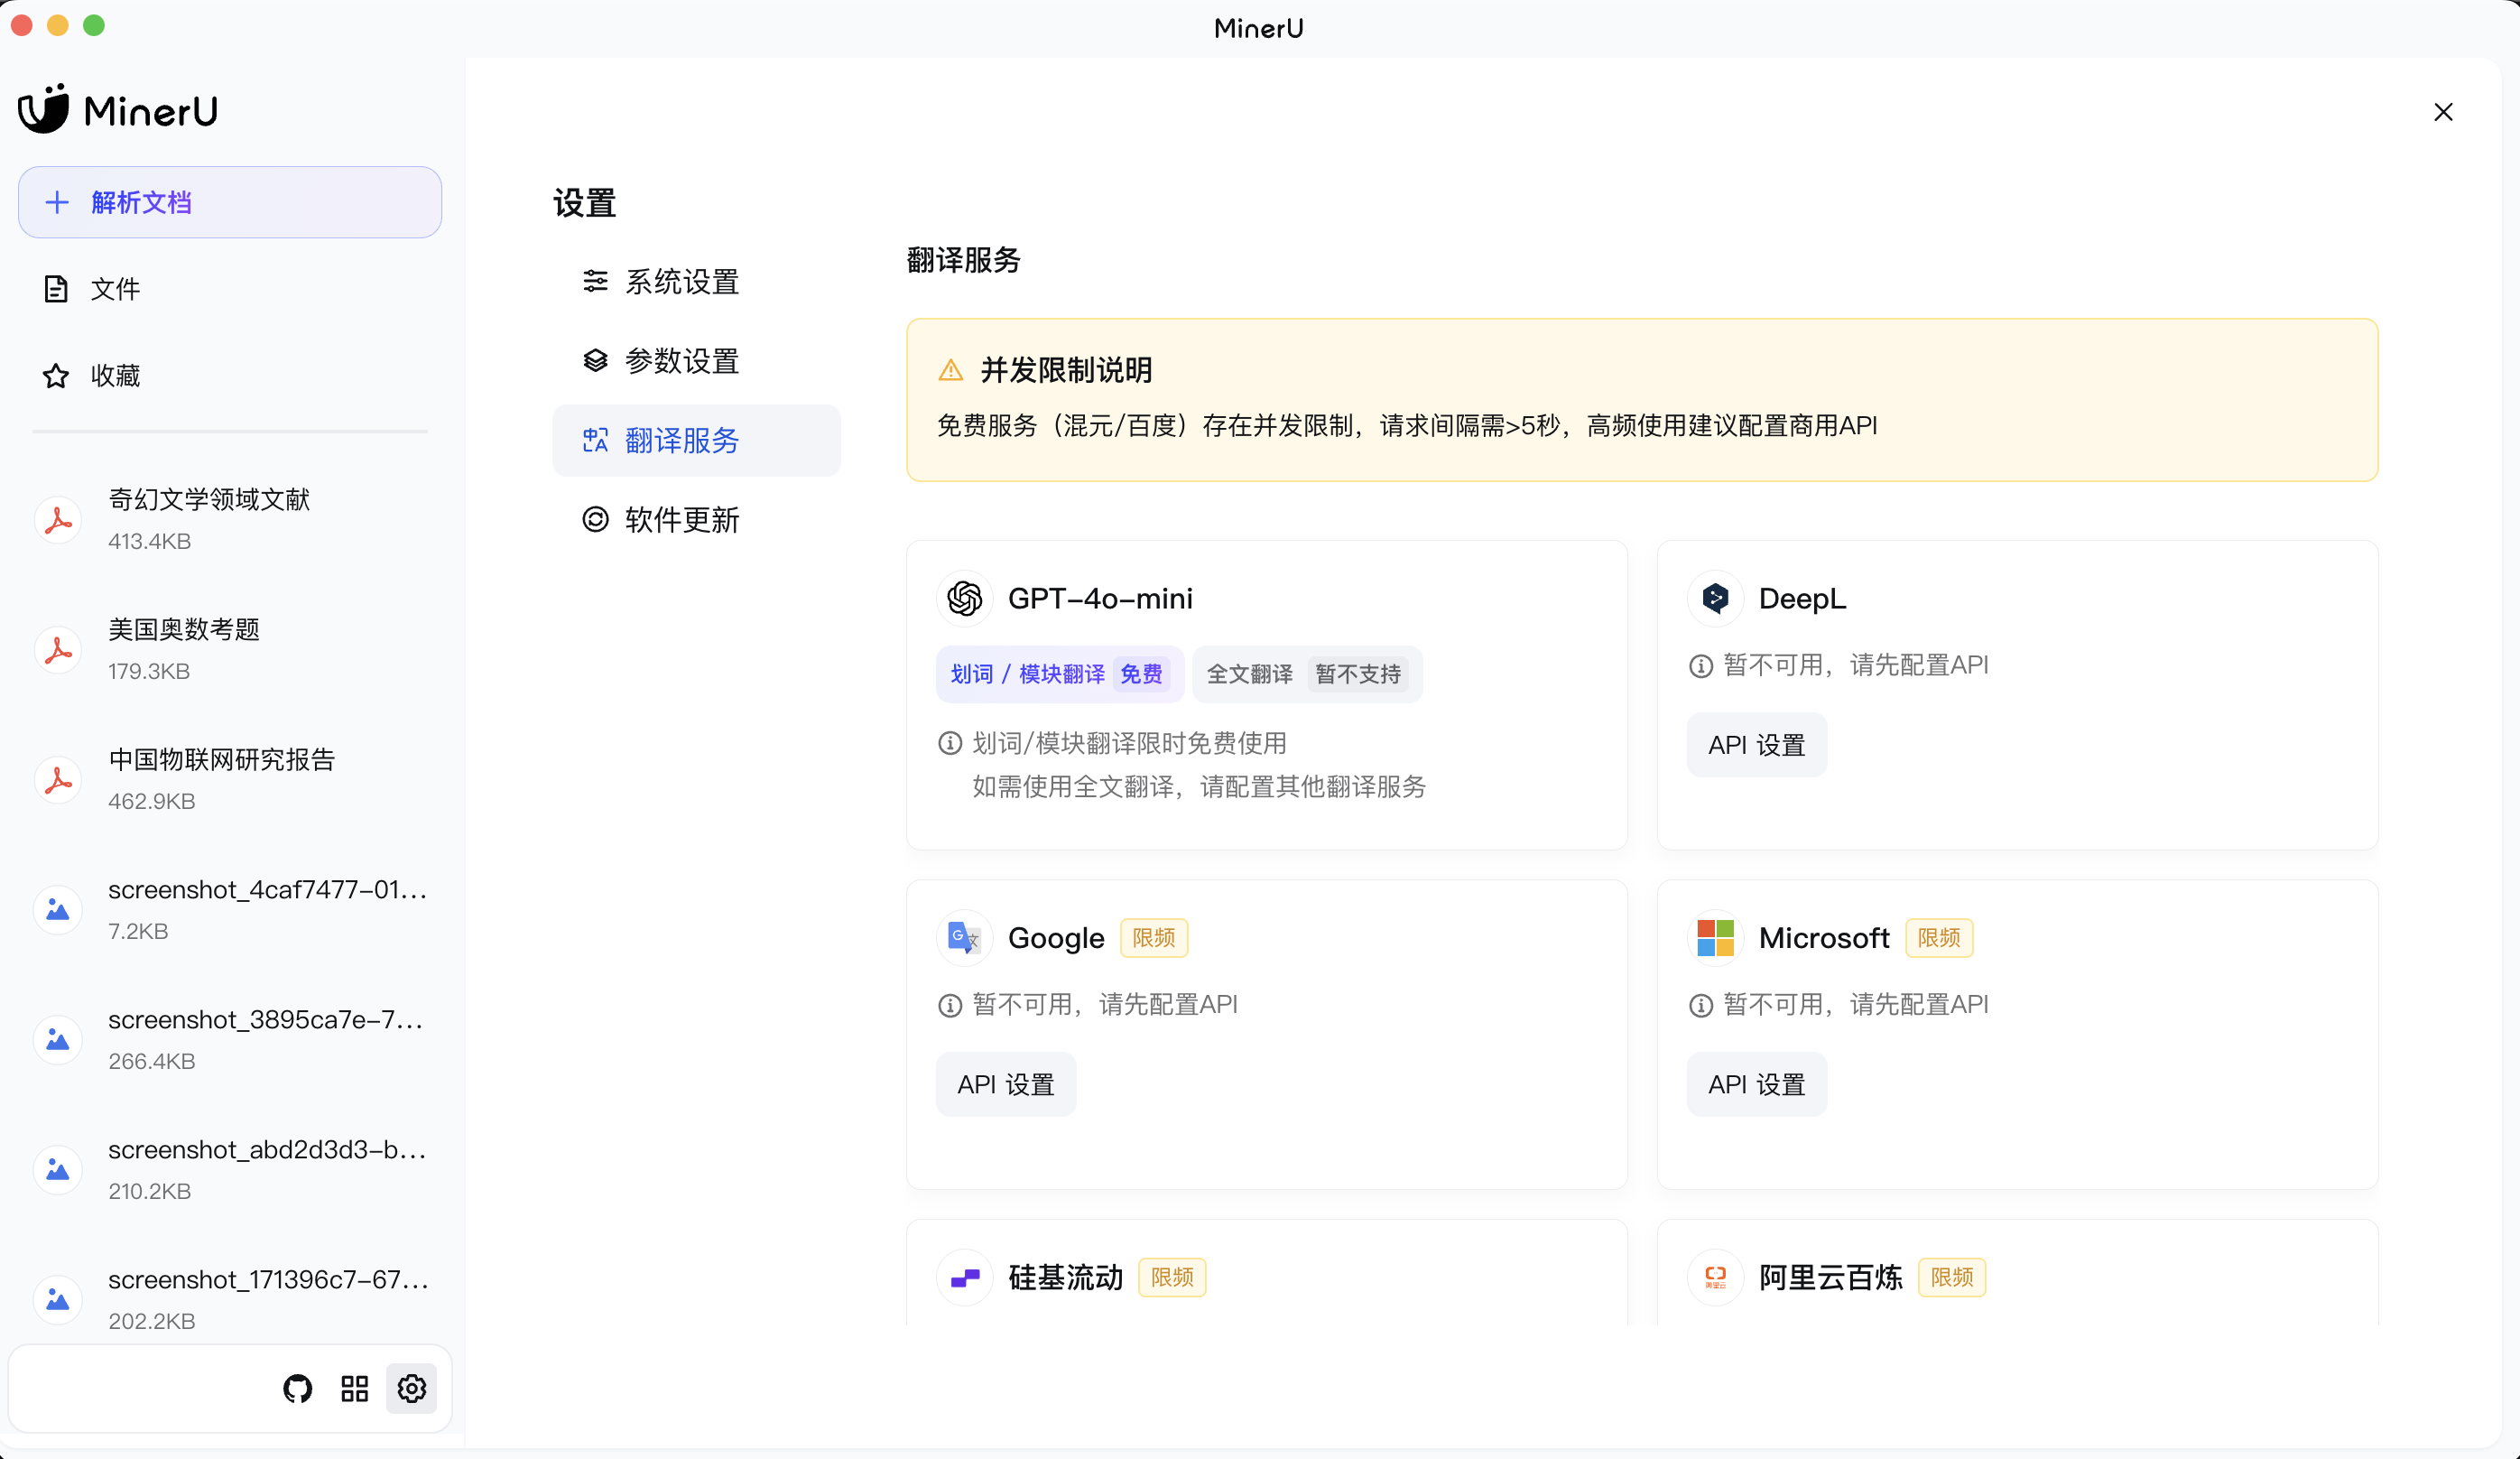 MinerU
MinerU
解析文档
文件
收藏
奇幻文学领域文献
413.4KB
美国奥数考题
179.3KB
中国物联网研究报告
462.9KB
screenshot_4caf7477-01...
7.2KB
screenshot_3895ca7e-7...
266.4KB
screenshot_abd2d3d3-b...
210.2KB
screenshot_171396c7-67...
202.2KB
设置
系统设置
参数设置
翻译服务
软件更新
翻译服务
并发限制说明
免费服务（混元/百度）存在并发限制，请求间隔需>5秒，高频使用建议配置商用API
GPT-4o-mini
划词 / 模块翻译 免费 全文翻译 暂不支持
划词/模块翻译限时免费使用
如需使用全文翻译，请配置其他翻译服务
DeepL
暂不可用，请先配置API
API 设置
Google 限频
暂不可用，请先配置API
API 设置
Microsoft 限频
暂不可用，请先配置API
API 设置
硅基流动 限频
阿里云百炼 限频